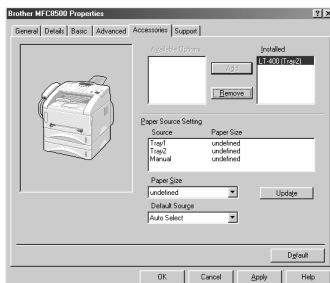 Brother MFC8500 Properties
General Details Basic Advanced Accessories Support
Available Options
Installed
LT-400 (Tray2)
Add
Remove
Paper Source Setting
Source Paper Size
Tray1 undefined
Tray2 undefined
Manual undefined
Paper Size
undefined
Update
Default Source
Auto Select
Default
OK Cancel Apply Help